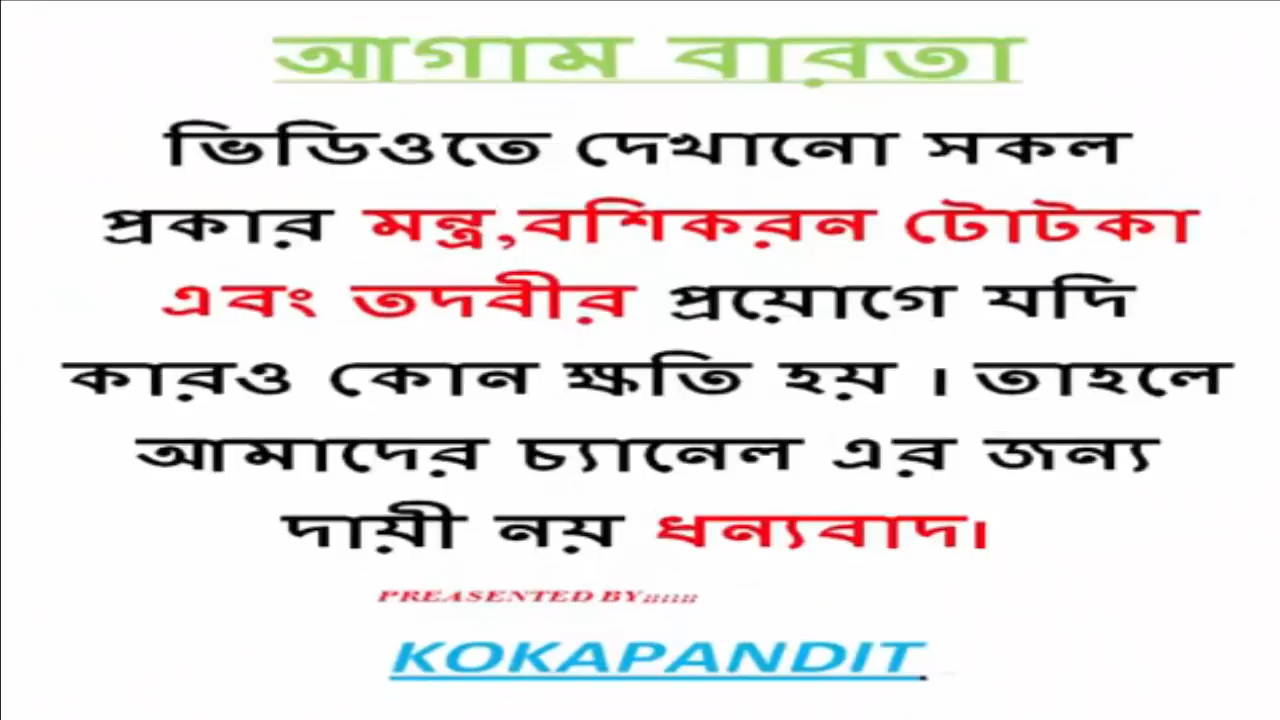 আগাম বারতা
ভিডিওতে দেখানো সকল
প্রকার মন্ত্র,বশিকরন টোটকা
এবং তদবীর প্রয়োগে যদি
কারও কোন ক্ষতি হয় । তাহলে
আমাদের চ্যানেল এর জন্য
দায়ী নয় ধন্যবাদ।
PREASENTED BY;;;;;;
KOKAPANDIT.